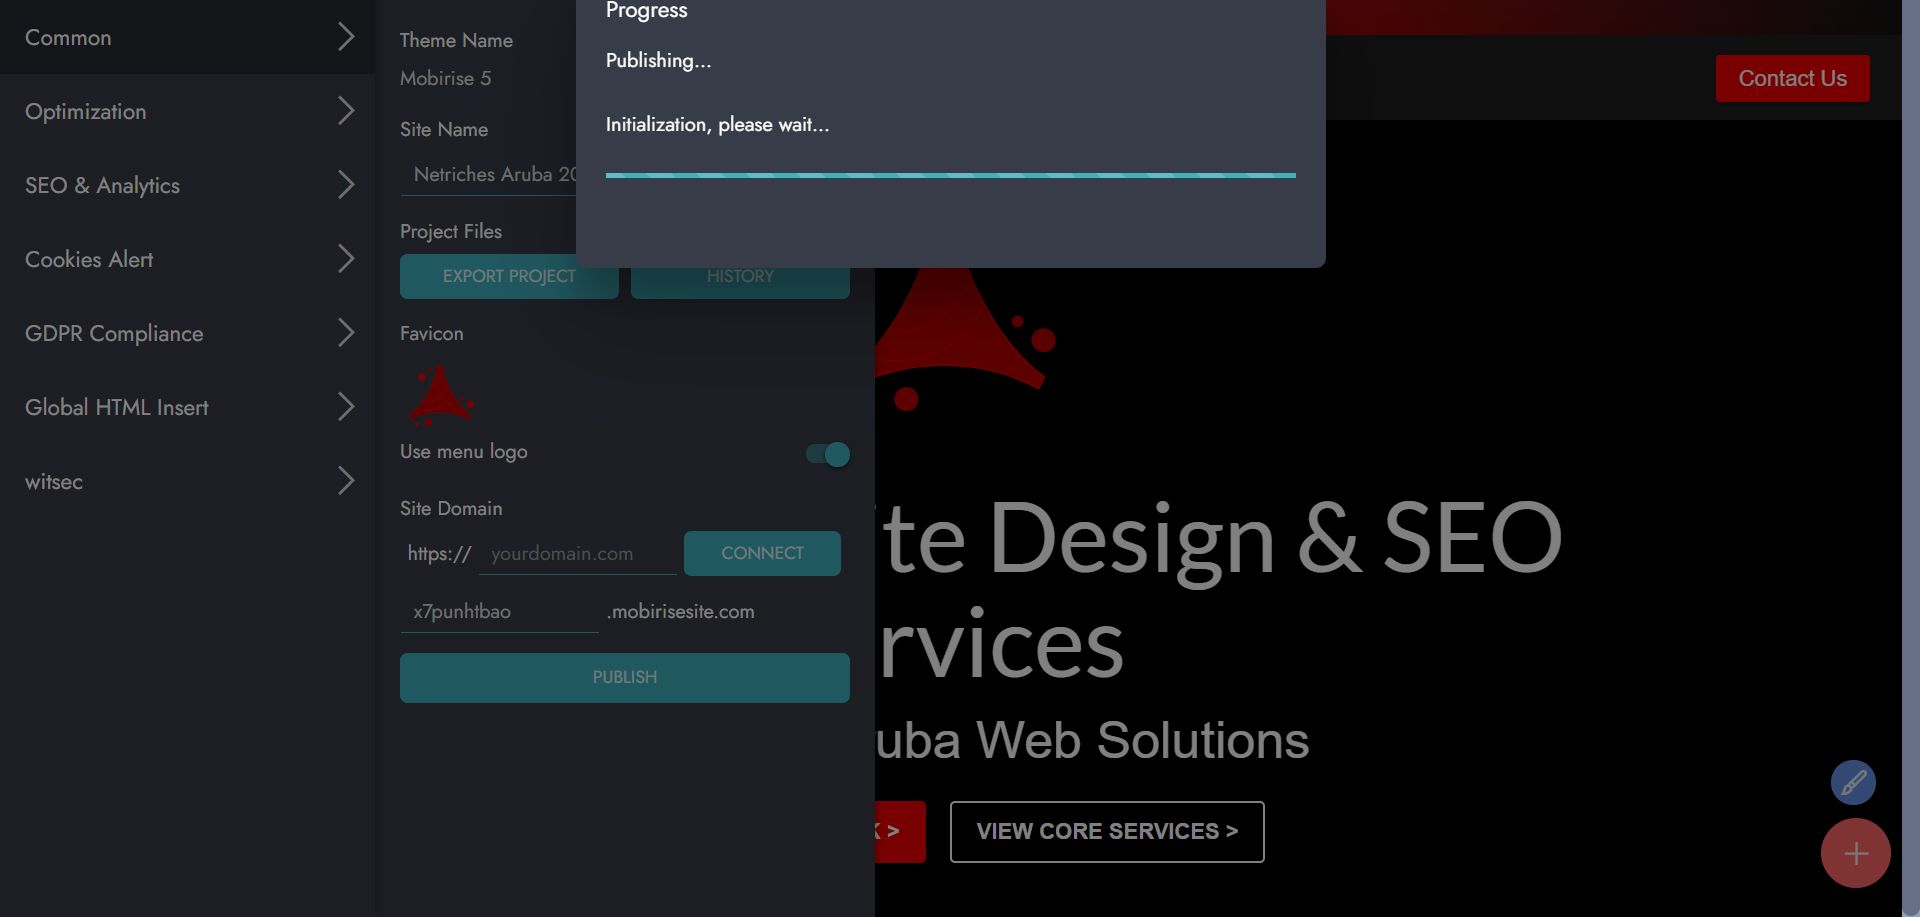 Common
Optimization
SEO & Analytics
Cookies Alert
GDPR Compliance
Global HTML Insert
witsec
Theme Name
Mobirise 5
Site Name
Netriches Aruba
Project Files
EXPORT PROJECT
HISTORY
Favicon
Use menu logo
Site Domain
https://
yourdomain.com
CONNECT
x7punhtbao
.mobirisesite.com
PUBLISH
Progress
Publishing...
Initialization, please wait...
Contact Us
te Design & SEO
rvices
uba Web Solutions
>
VIEW CORE SERVICES >